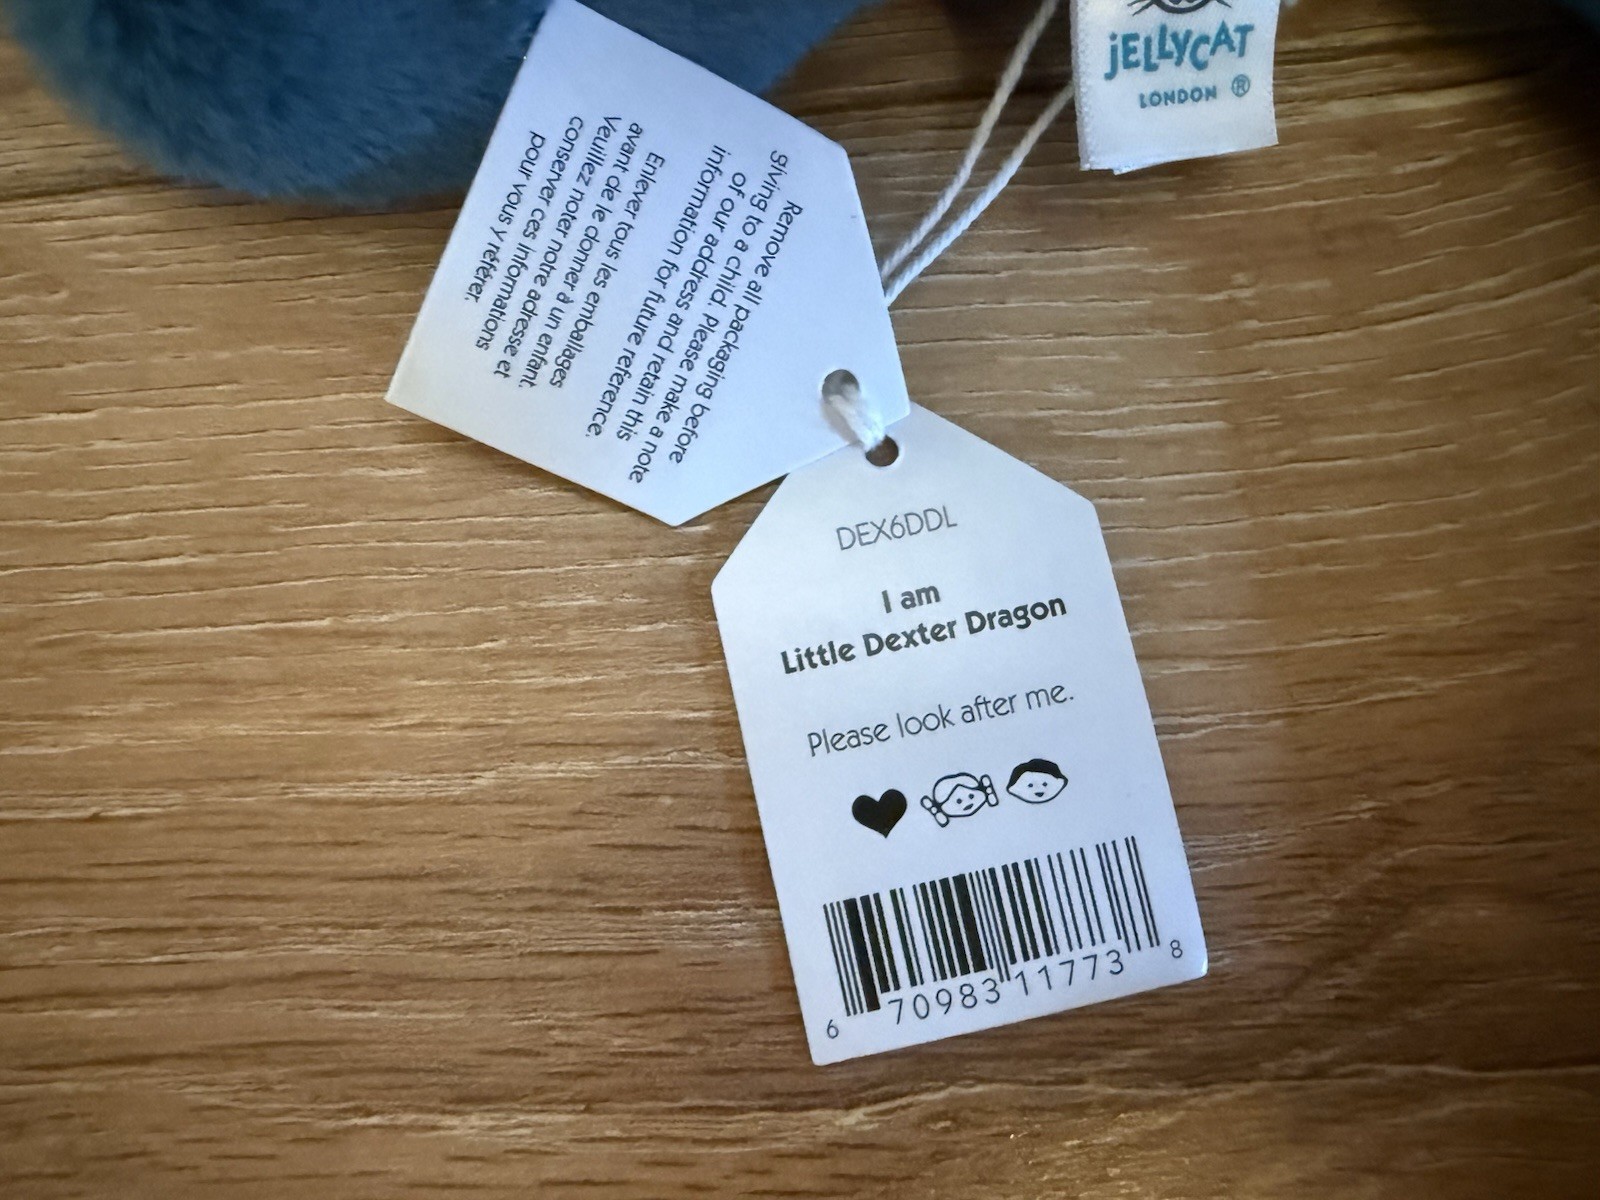 JELLYCAT
LONDON ®
Remove all packaging before
giving to a child. Please make a note
of our address and retain this
information for future reference.
Enlever tous les emballages
avant de le donner à un enfant.
Veuillez noter notre adresse et
conserver ces informations
pour vous y référer.
DEX6DDL
I am
Little Dexter Dragon
Please look after me.
6 70983 11773 8